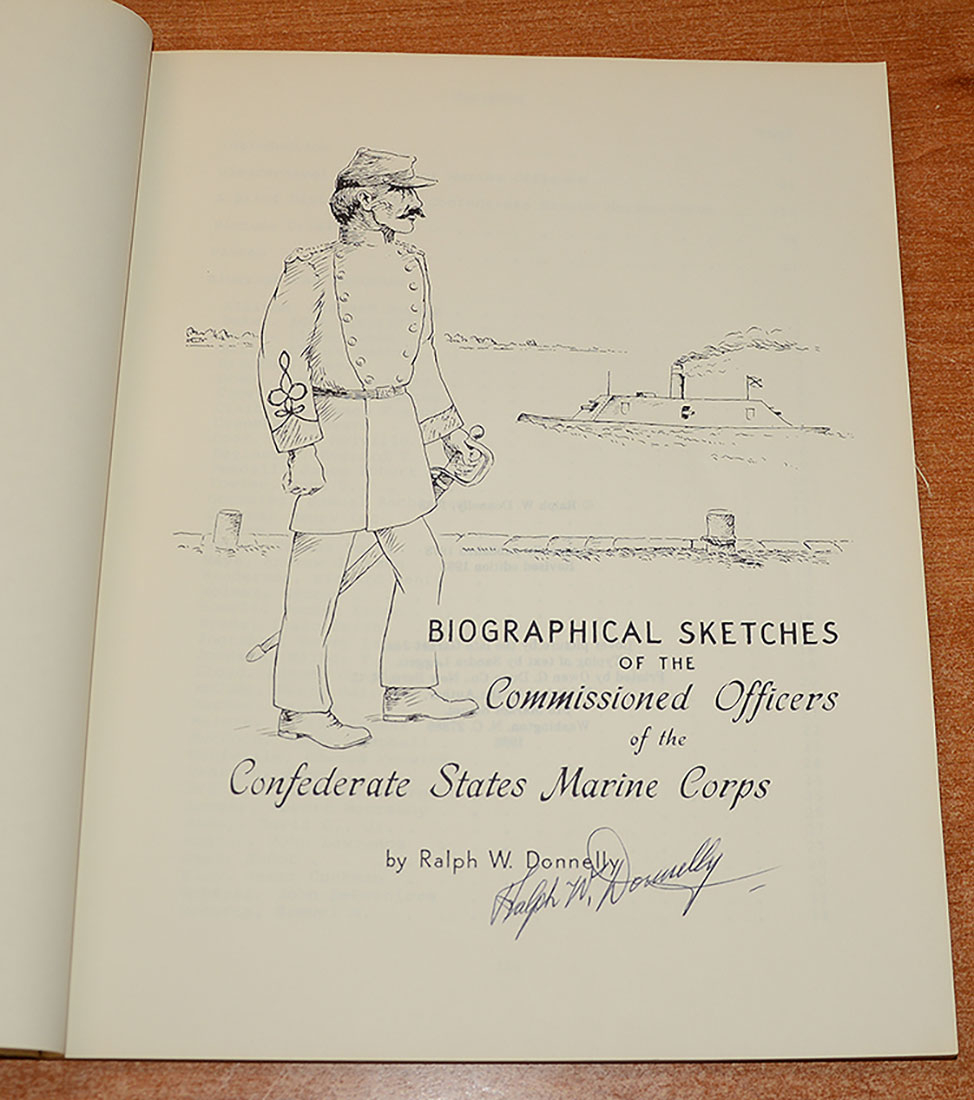 BIOGRAPHICAL SKETCHES
OF THE
Commissioned Officers
of the
Confederate States Marine Corps
by Ralph W. Donnelly
Ralph W. Donnelly